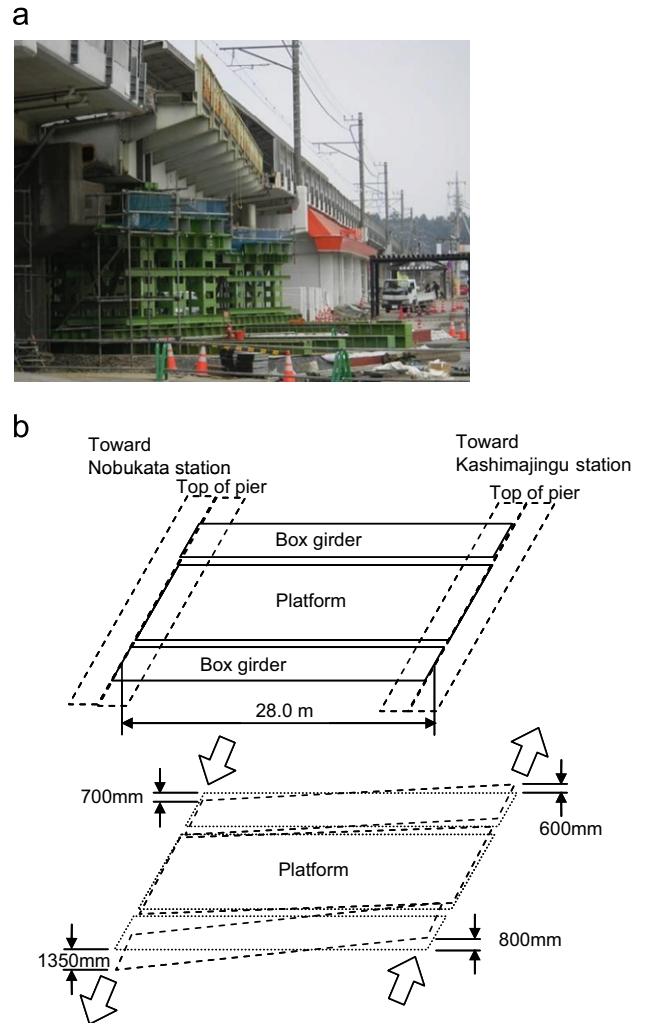 a
b
Toward
Nobukata station
Top of pier
Toward
Kashimajingu station
Top of pier
Box girder
Platform
Box girder
28.0 m
700mm
600mm
Platform
1350mm
800mm